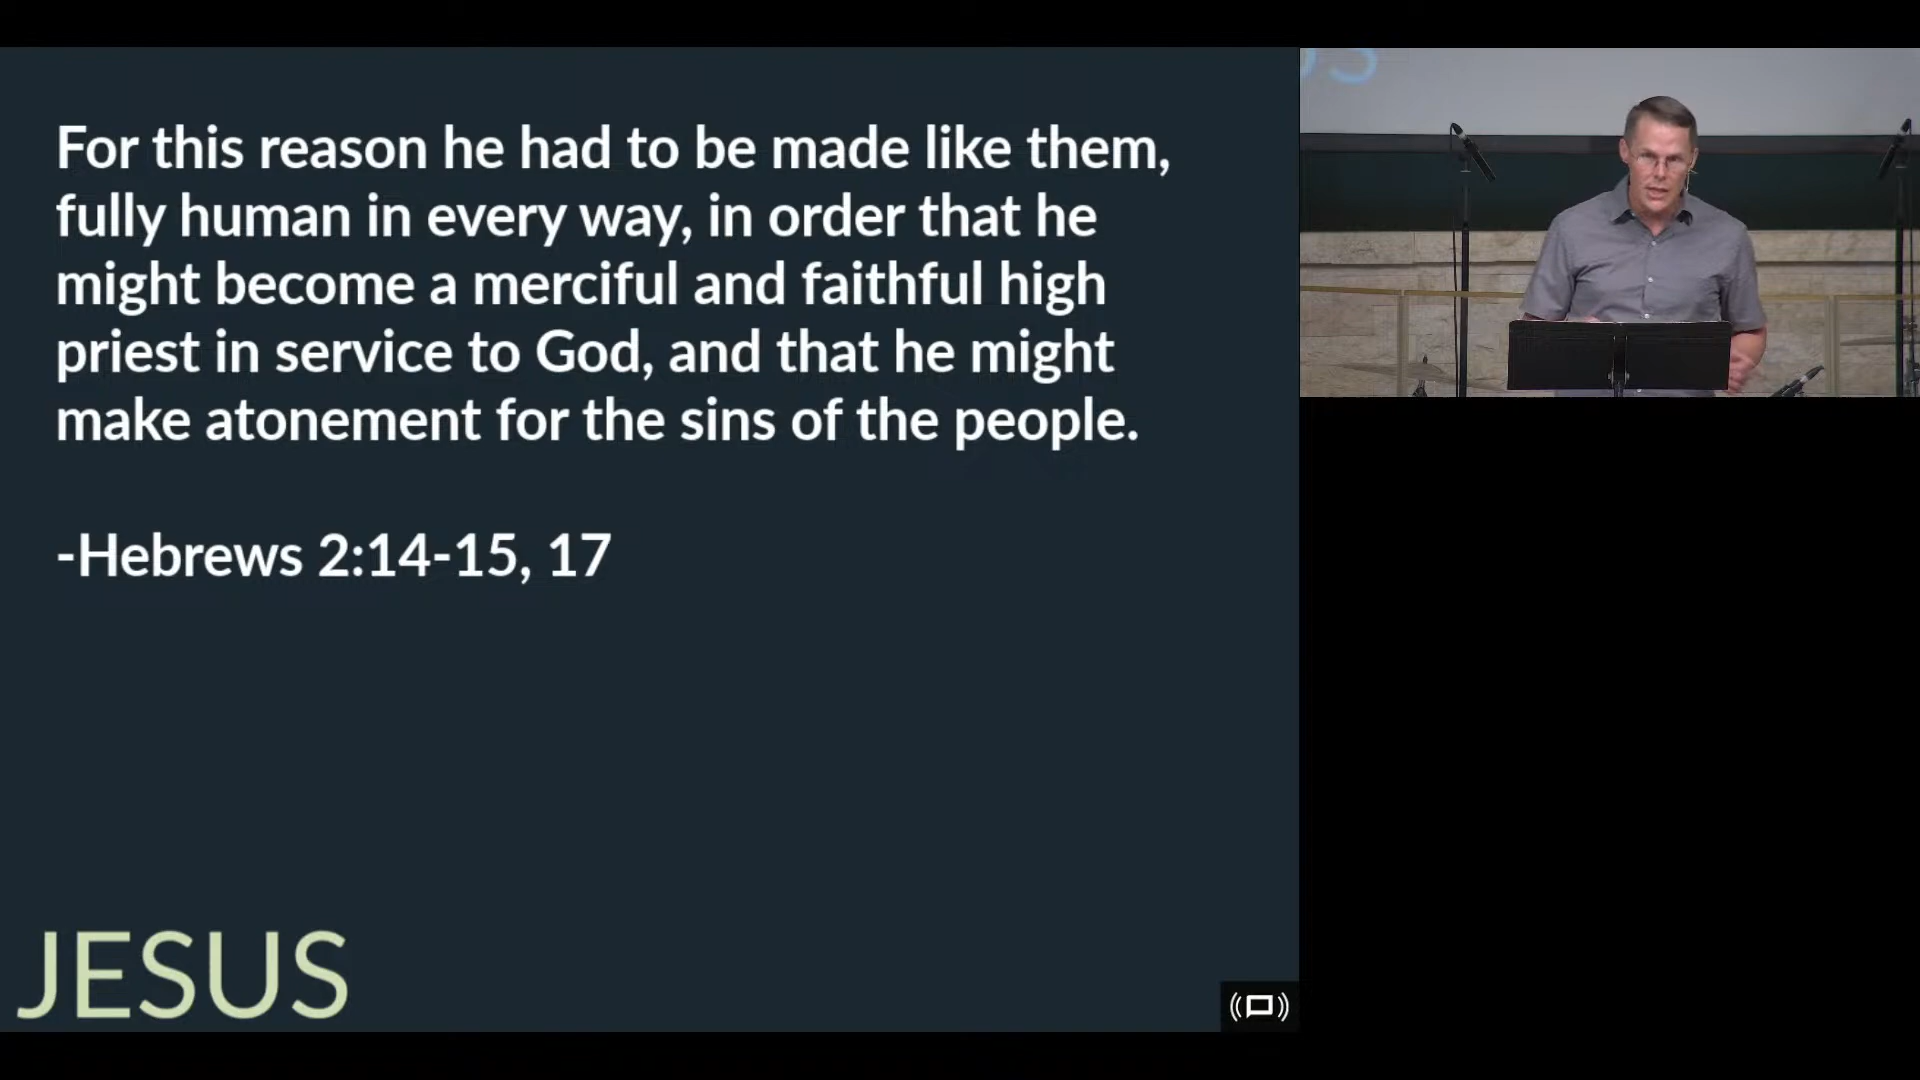 For this reason he had to be made like them,
fully human in every way, in order that he
might become a merciful and faithful high
priest in service to God, and that he might
make atonement for the sins of the people.
-Hebrews 2:14-15, 17
JESUS